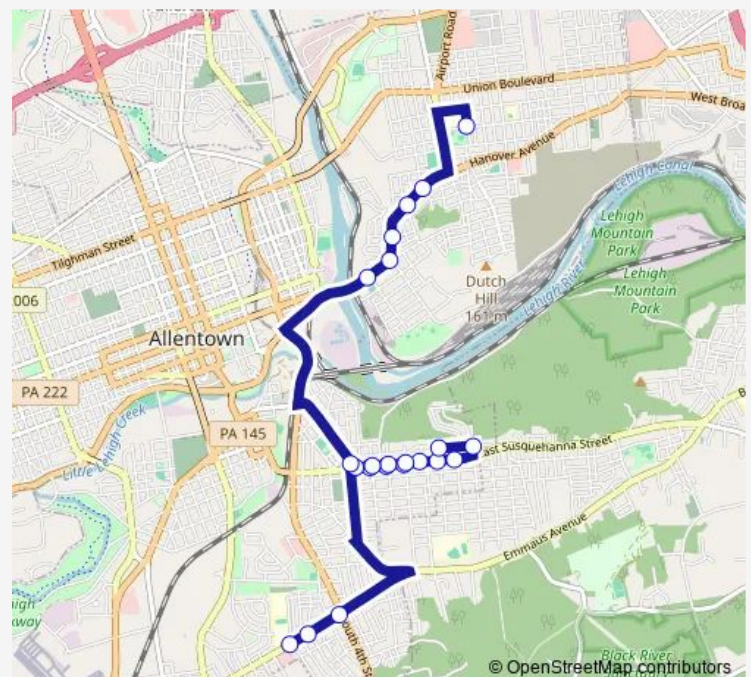 Airport Road
Union Boulevard
West Broa
Hanover Avenue
Lehigh Canal
Lehigh
Mountain
Park
Tilghman Street
Lehigh
Mountain
Park
006
Dutch
Hill
161 m
Lehigh River
Allentown
PA 222
Little Lehigh Creek
PA 145
ast Susquehanna Street
B
Emmaus Avenue
igh
kway
South 4th St
Black River
© OpenStreetMap contributors